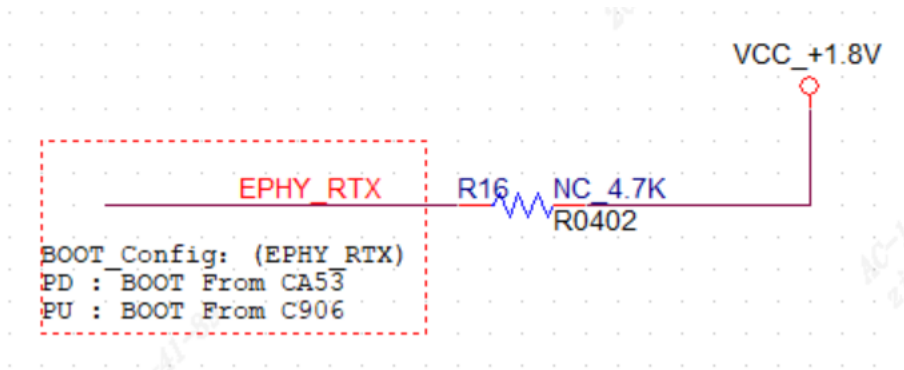 VCC_+1.8V
EPHY_RTX R16 NC_4.7K
R0402
BOOT_Config: (EPHY_RTX)
PD : BOOT From CA53
PU : BOOT From C906